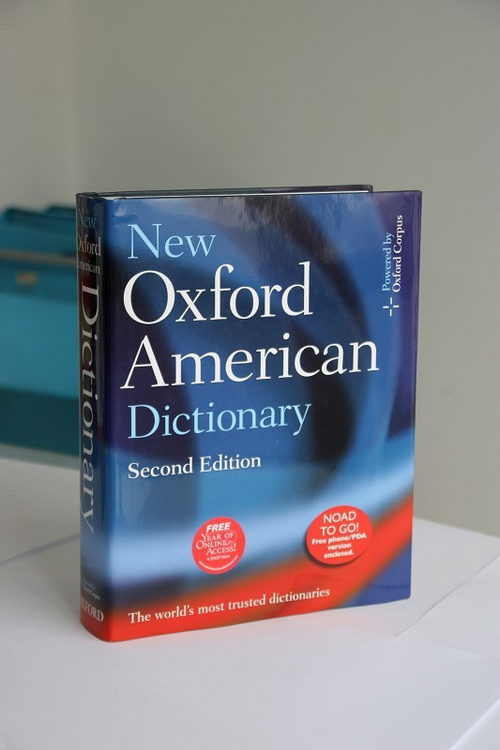 New
Oxford
American
Dictionary
Second Edition
Powered by
Oxford Corpus
FREE
YEAR OF
ONLINE
ACCESS!
NOAD
TO GO!
Free phone/PDA
version
enclosed.
The world's most trusted dictionaries
New
Oxford
American
Dictionary
OXFORD